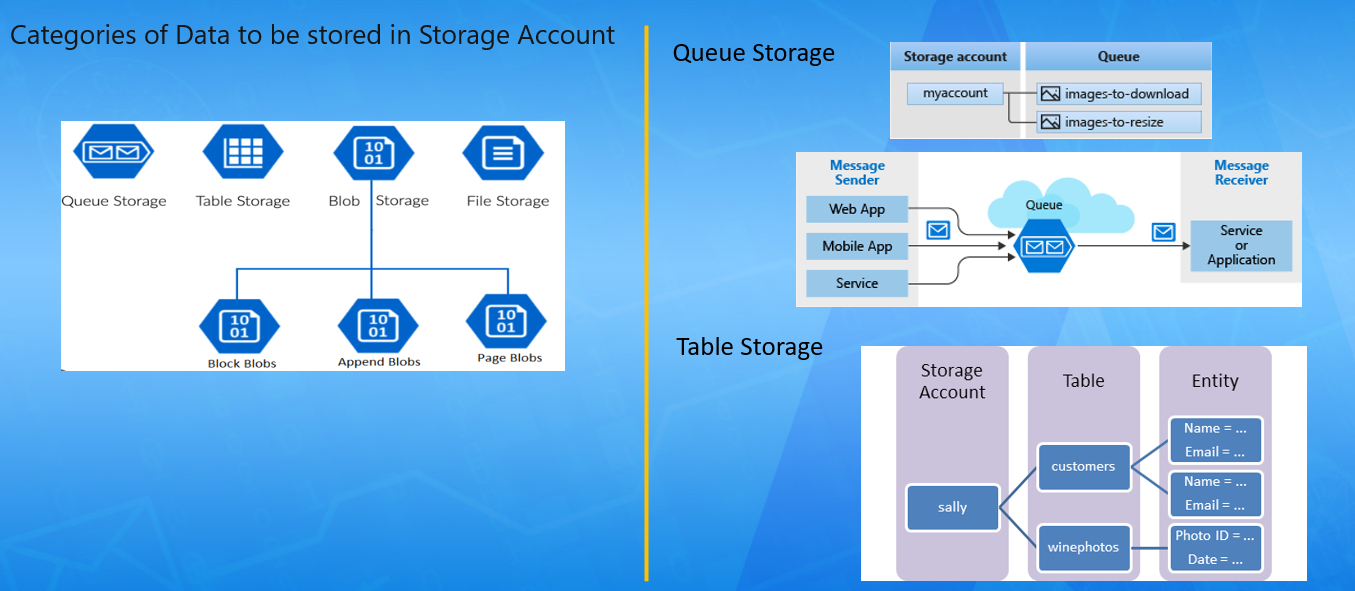 Categories of Data to be stored in Storage Account
Queue Storage
Table Storage
Blob Storage
File Storage
10
01
Block Blobs
10
01
Append Blobs
10
01
Page Blobs
10
01
Queue Storage
Storage account
Queue
myaccount
images-to-download
images-to-resize
Message
Sender
Web App
Mobile App
Service
Queue
Message
Receiver
Service
or
Application
Table Storage
Storage
Account
Table
Entity
sally
customers
winephotos
Name = ...
Email = ...
Name = ...
Email = ...
Photo ID = ...
Date = ...